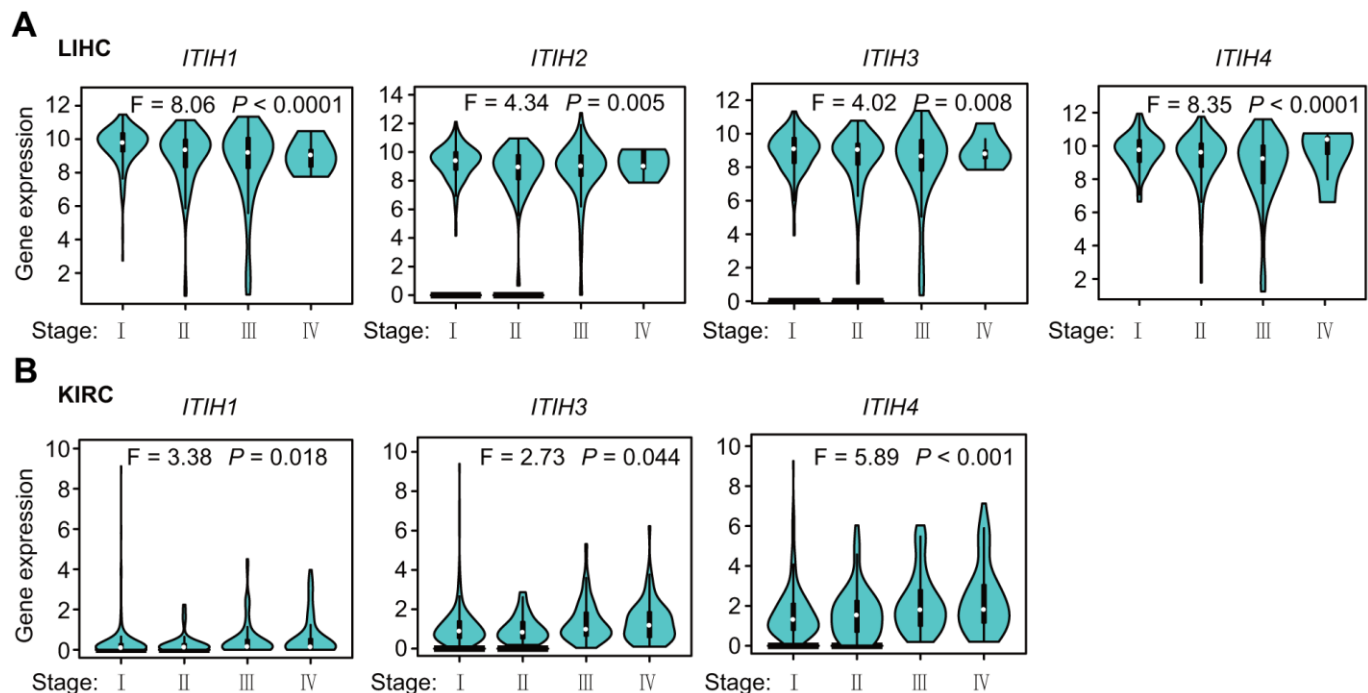 A
LIHC
ITIH1
ITIH2
ITIH3
ITIH4
Gene expression
12
10
8
6
4
2
F = 8.06 P < 0.0001
14
12
10
8
6
4
2
0
F = 4.34 P = 0.005
12
10
8
6
4
2
0
F = 4.02 P = 0.008
12
10
8
6
4
2
F = 8.35 P < 0.0001
Stage: Ⅰ Ⅱ Ⅲ Ⅳ
Stage: Ⅰ Ⅱ Ⅲ Ⅳ
Stage: Ⅰ Ⅱ Ⅲ Ⅳ
Stage: Ⅰ Ⅱ Ⅲ Ⅳ
B
KIRC
ITIH1
ITIH3
ITIH4
Gene expression
10
8
6
4
2
0
F = 3.38 P = 0.018
10
8
6
4
2
0
F = 2.73 P = 0.044
10
8
6
4
2
0
F = 5.89 P < 0.001
Stage: Ⅰ Ⅱ Ⅲ Ⅳ
Stage: Ⅰ Ⅱ Ⅲ Ⅳ
Stage: Ⅰ Ⅱ Ⅲ Ⅳ